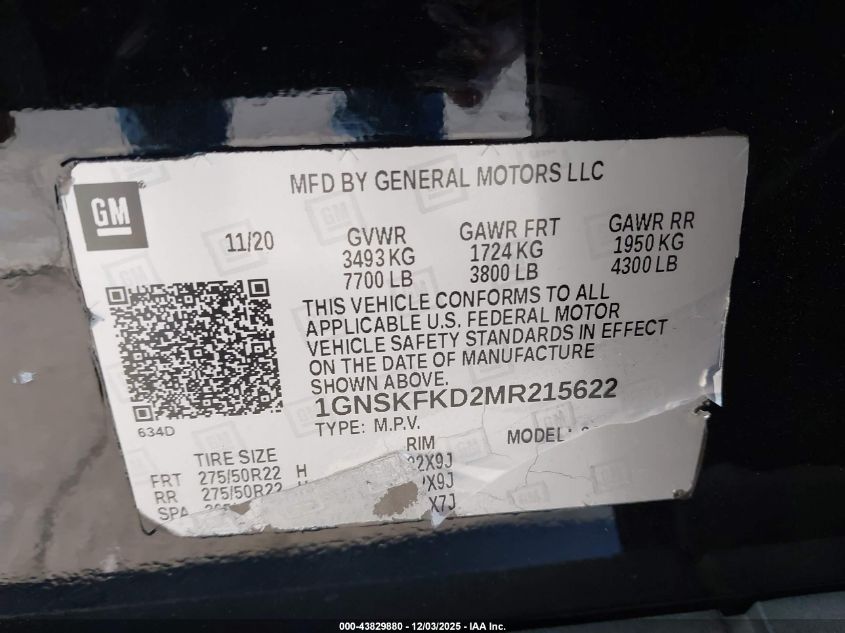 MFD BY GENERAL MOTORS LLC
GM
11/20
GVWR GAWR FRT GAWR RR
3493 KG 1724 KG 1950 KG
7700 LB 3800 LB 4300 LB
THIS VEHICLE CONFORMS TO ALL
APPLICABLE U.S. FEDERAL MOTOR
VEHICLE SAFETY STANDARDS IN EFFECT
ON THE DATE OF MANUFACTURE
SHOWN ABOVE.
1GNSKFKD2MR215622
634D
TYPE: M.P.V. MODEL:
TIRE SIZE RIM
FRT 275/50R22 H 22X9J
RR 275/50R22 X9J
SPA X7J
000-43829880 - 12/03/2025 - IAA Inc.